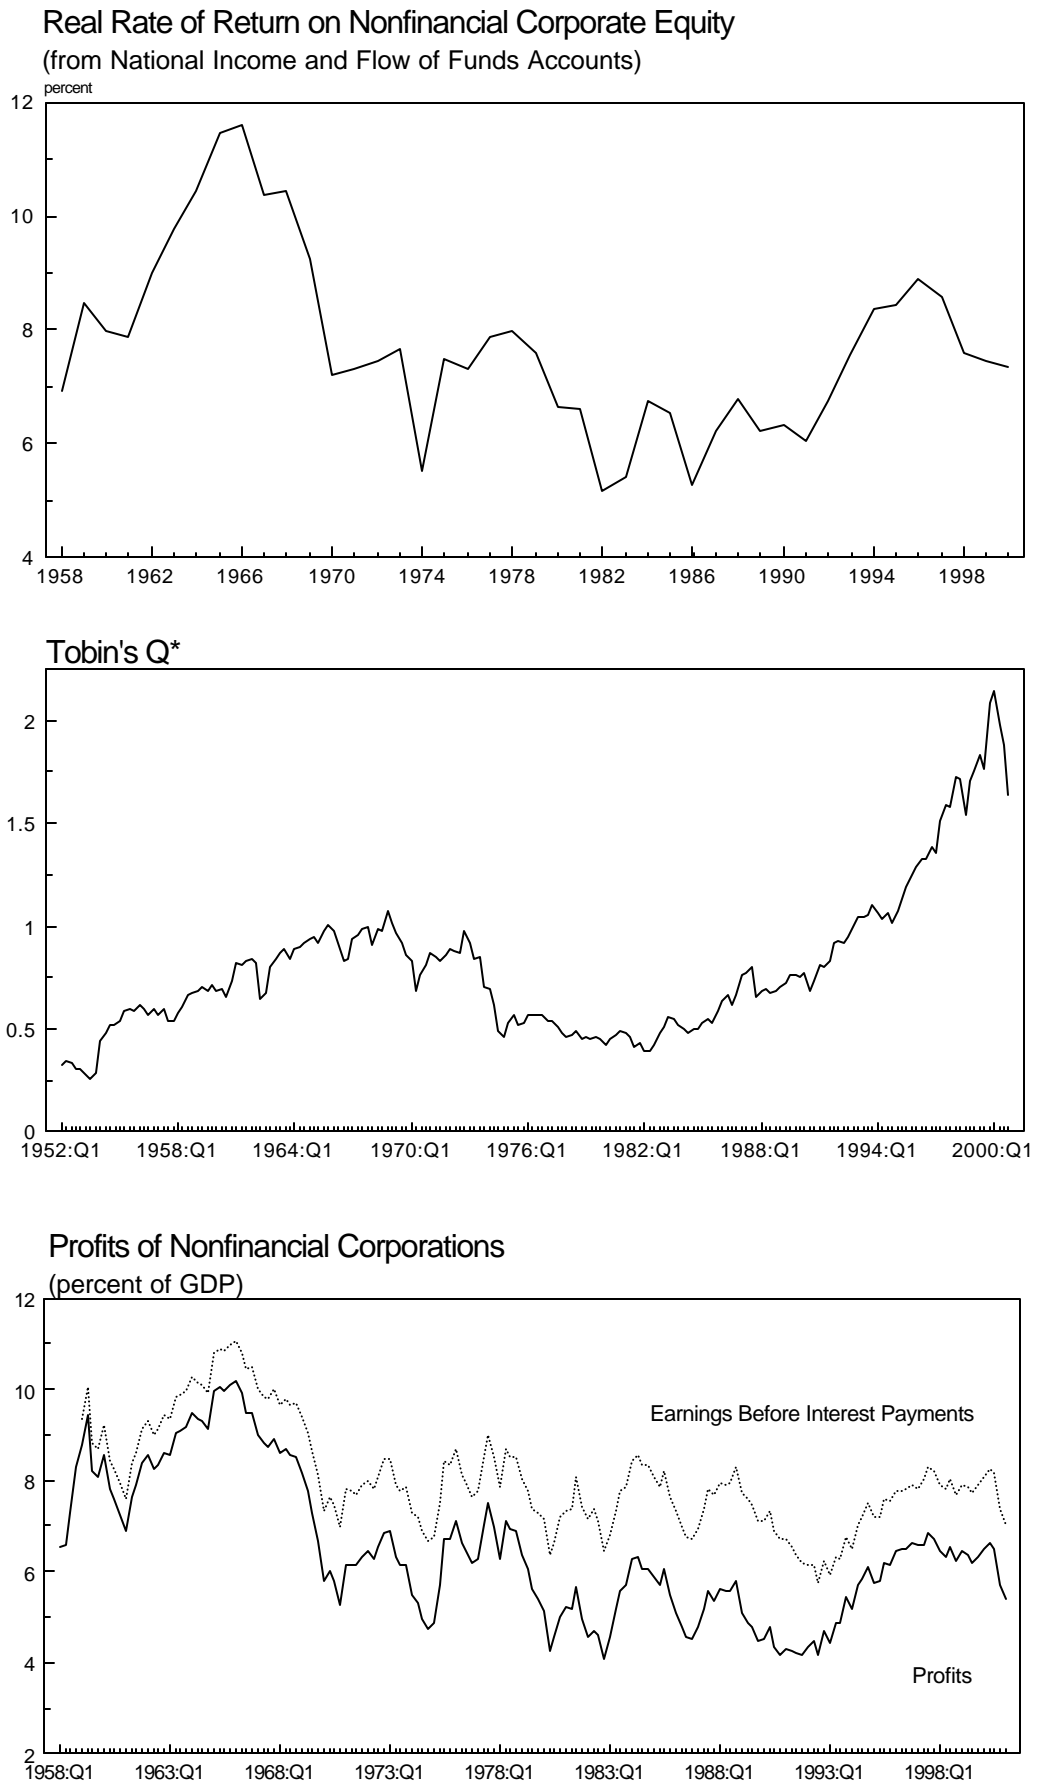 Real Rate of Return on Nonfinancial Corporate Equity
(from National Income and Flow of Funds Accounts)
percent
12
10
8
6
4
1958 1962 1966 1970 1974 1978 1982 1986 1990 1994 1998
Tobin's Q*
2
1.5
1
0.5
0
1952:Q1 1958:Q1 1964:Q1 1970:Q1 1976:Q1 1982:Q1 1988:Q1 1994:Q1 2000:Q1
Profits of Nonfinancial Corporations
(percent of GDP)
12
10
Earnings Before Interest Payments
8
6
4
Profits
2
1958:Q1 1963:Q1 1968:Q1 1973:Q1 1978:Q1 1983:Q1 1988:Q1 1993:Q1 1998:Q1